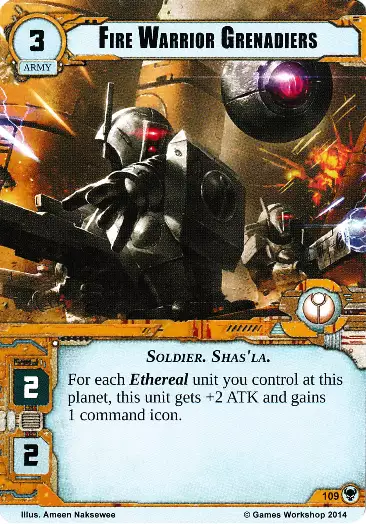 3
FIRE WARRIOR GRENADIERS
ARMY
SOLDIER. SHAS'LA.
2
For each Ethereal unit you control at this
planet, this unit gets +2 ATK and gains
1 command icon.
2
109
Illus. Ameen Naksewee
© Games Workshop 2014